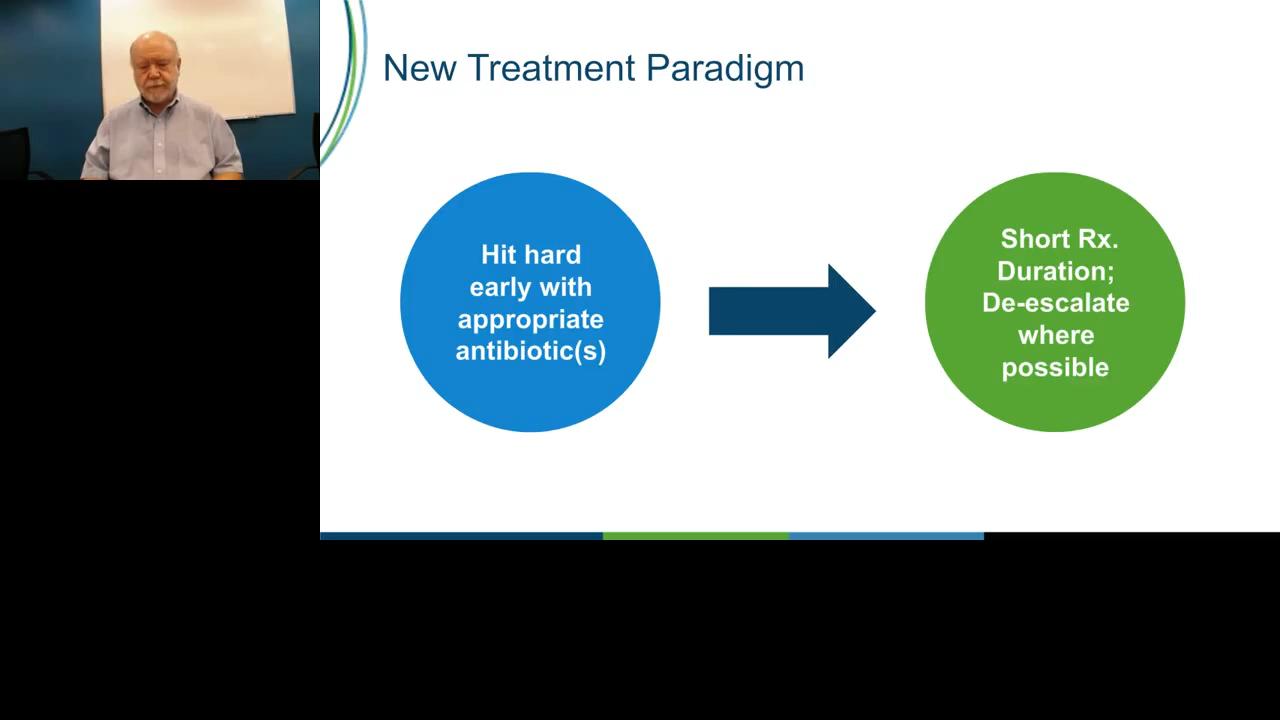 New Treatment Paradigm
Hit hard
early with
appropriate
antibiotic(s)
Short Rx.
Duration;
De-escalate
where
possible